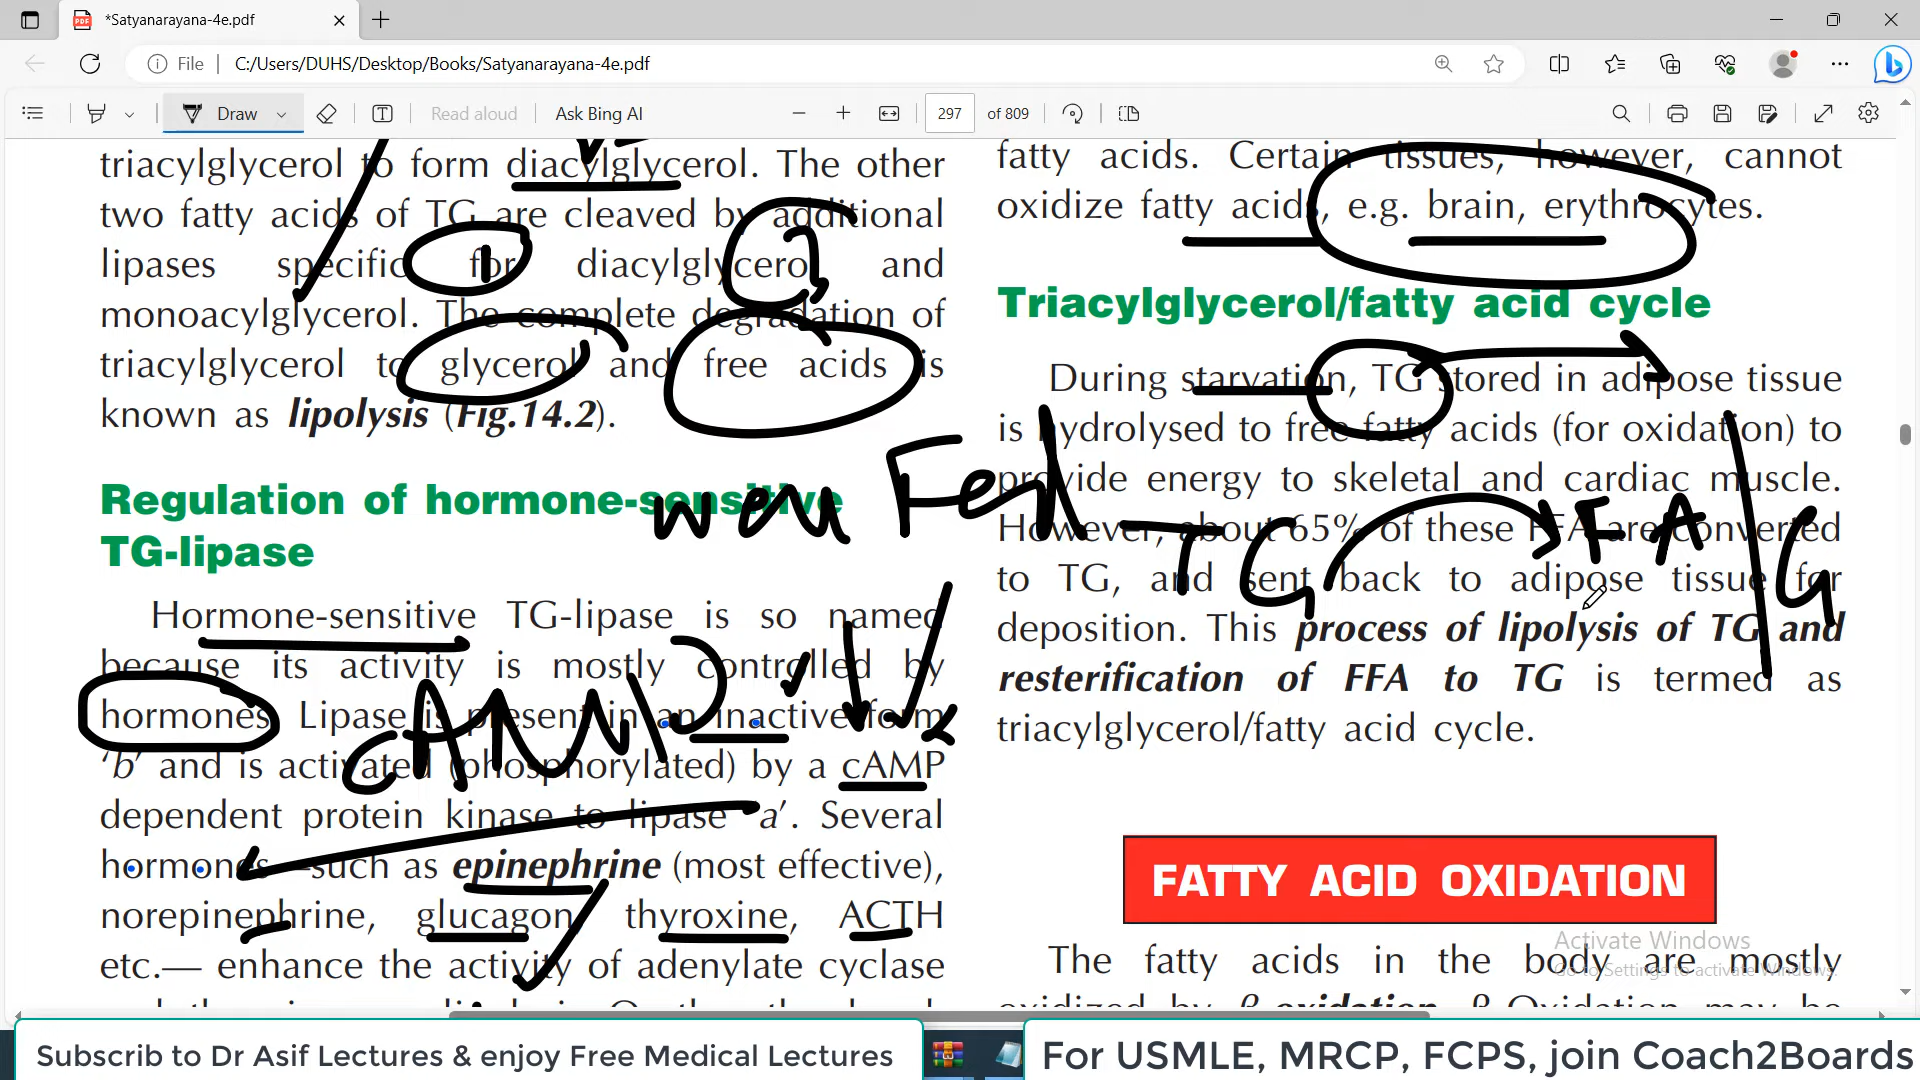 *Satyanarayana-4e.pdf
File
C:/Users/DUHS/Desktop/Books/Satyanarayana-4e.pdf
Draw
Read aloud
Ask Bing AI
297
of 809
triacylglycerol to form diacylglycerol. The other
two fatty acids of TG are cleaved by additional
lipases specific for diacylglycerol and
monoacylglycerol. The complete degradation of
triacylglycerol to glycerol and free acids is
known as lipolysis (Fig.14.2).
Regulation of hormone-sensitive
TG-lipase
Hormone-sensitive TG-lipase is so named
because its activity is mostly controlled by
hormones. Lipase is present in an inactive form
'b' and is activated (phosphorylated) by a cAMP
dependent protein kinase to lipase 'a'. Several
hormones—such as epinephrine (most effective),
norepinephrine, glucagon, thyroxine, ACTH
etc.— enhance the activity of adenylate cyclase
fatty acids. Certain tissues, however, cannot
oxidize fatty acids, e.g. brain, erythrocytes.
Triacylglycerol/fatty acid cycle
During starvation, TG stored in adipose tissue
is hydrolysed to free fatty acids (for oxidation) to
provide energy to skeletal and cardiac muscle.
However, about 65% of these FFA are converted
to TG, and sent back to adipose tissue for
deposition. This process of lipolysis of TG and
resterification of FFA to TG is termed as
triacylglycerol/fatty acid cycle.
FATTY ACID OXIDATION
The fatty acids in the body are mostly
oxidized by β-oxidation. β-Oxidation may be
1
2
well Fed
TG
FA
G
cAMP
Activate Windows
Go to Settings to activate Windows.
Subscrib to Dr Asif Lectures & enjoy Free Medical Lectures
For USMLE, MRCP, FCPS, join Coach2Boards